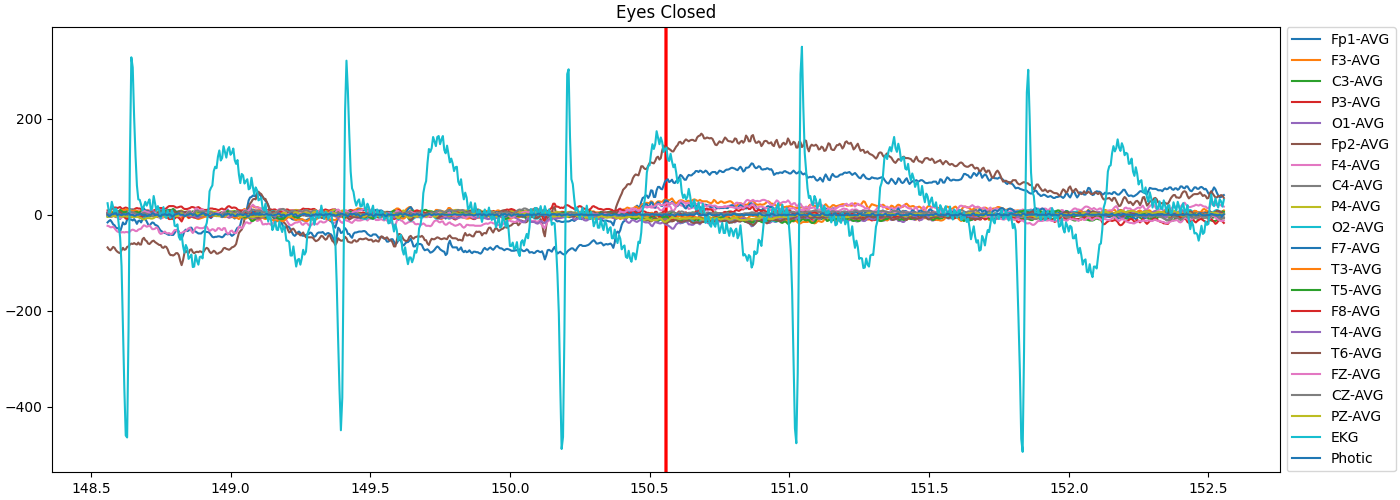 Eyes Closed
200
0
−200
−400
148.5 149.0 149.5 150.0 150.5 151.0 151.5 152.0 152.5
Fp1-AVG
F3-AVG
C3-AVG
P3-AVG
O1-AVG
Fp2-AVG
F4-AVG
C4-AVG
P4-AVG
O2-AVG
F7-AVG
T3-AVG
T5-AVG
F8-AVG
T4-AVG
T6-AVG
FZ-AVG
CZ-AVG
PZ-AVG
EKG
Photic